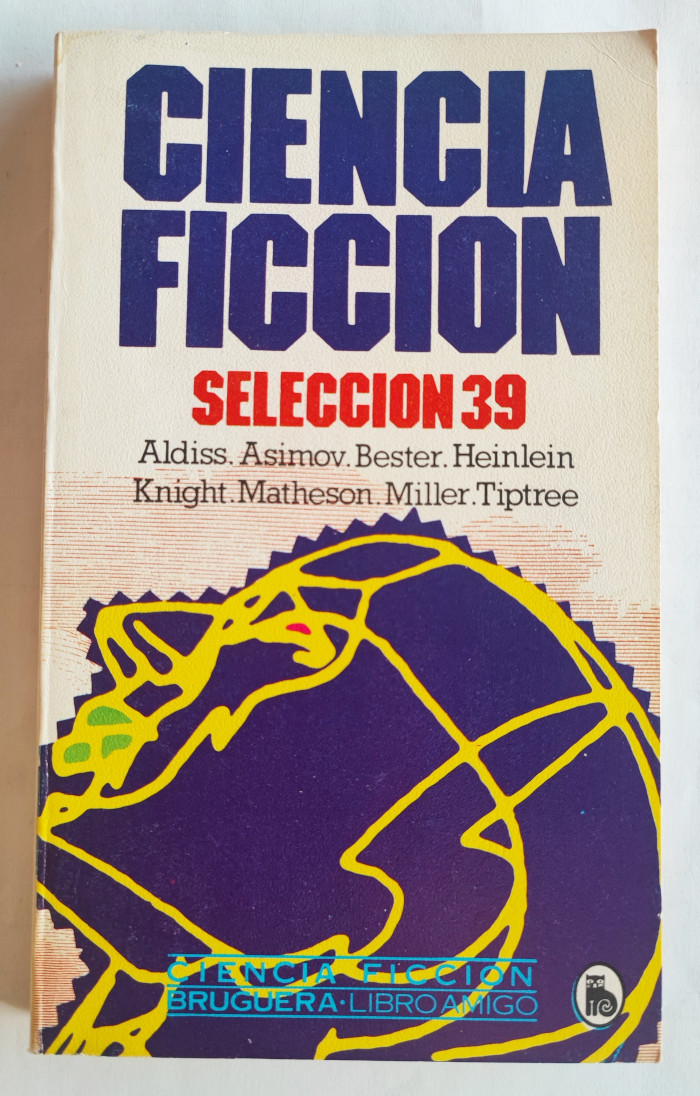 CIENCIA
FICCION
SELECCION 39
Aldiss. Asimov. Bester. Heinlein
Knight. Matheson. Miller. Tiptree
CIENCIA FICCION
BRUGUERA · LIBRO AMIGO